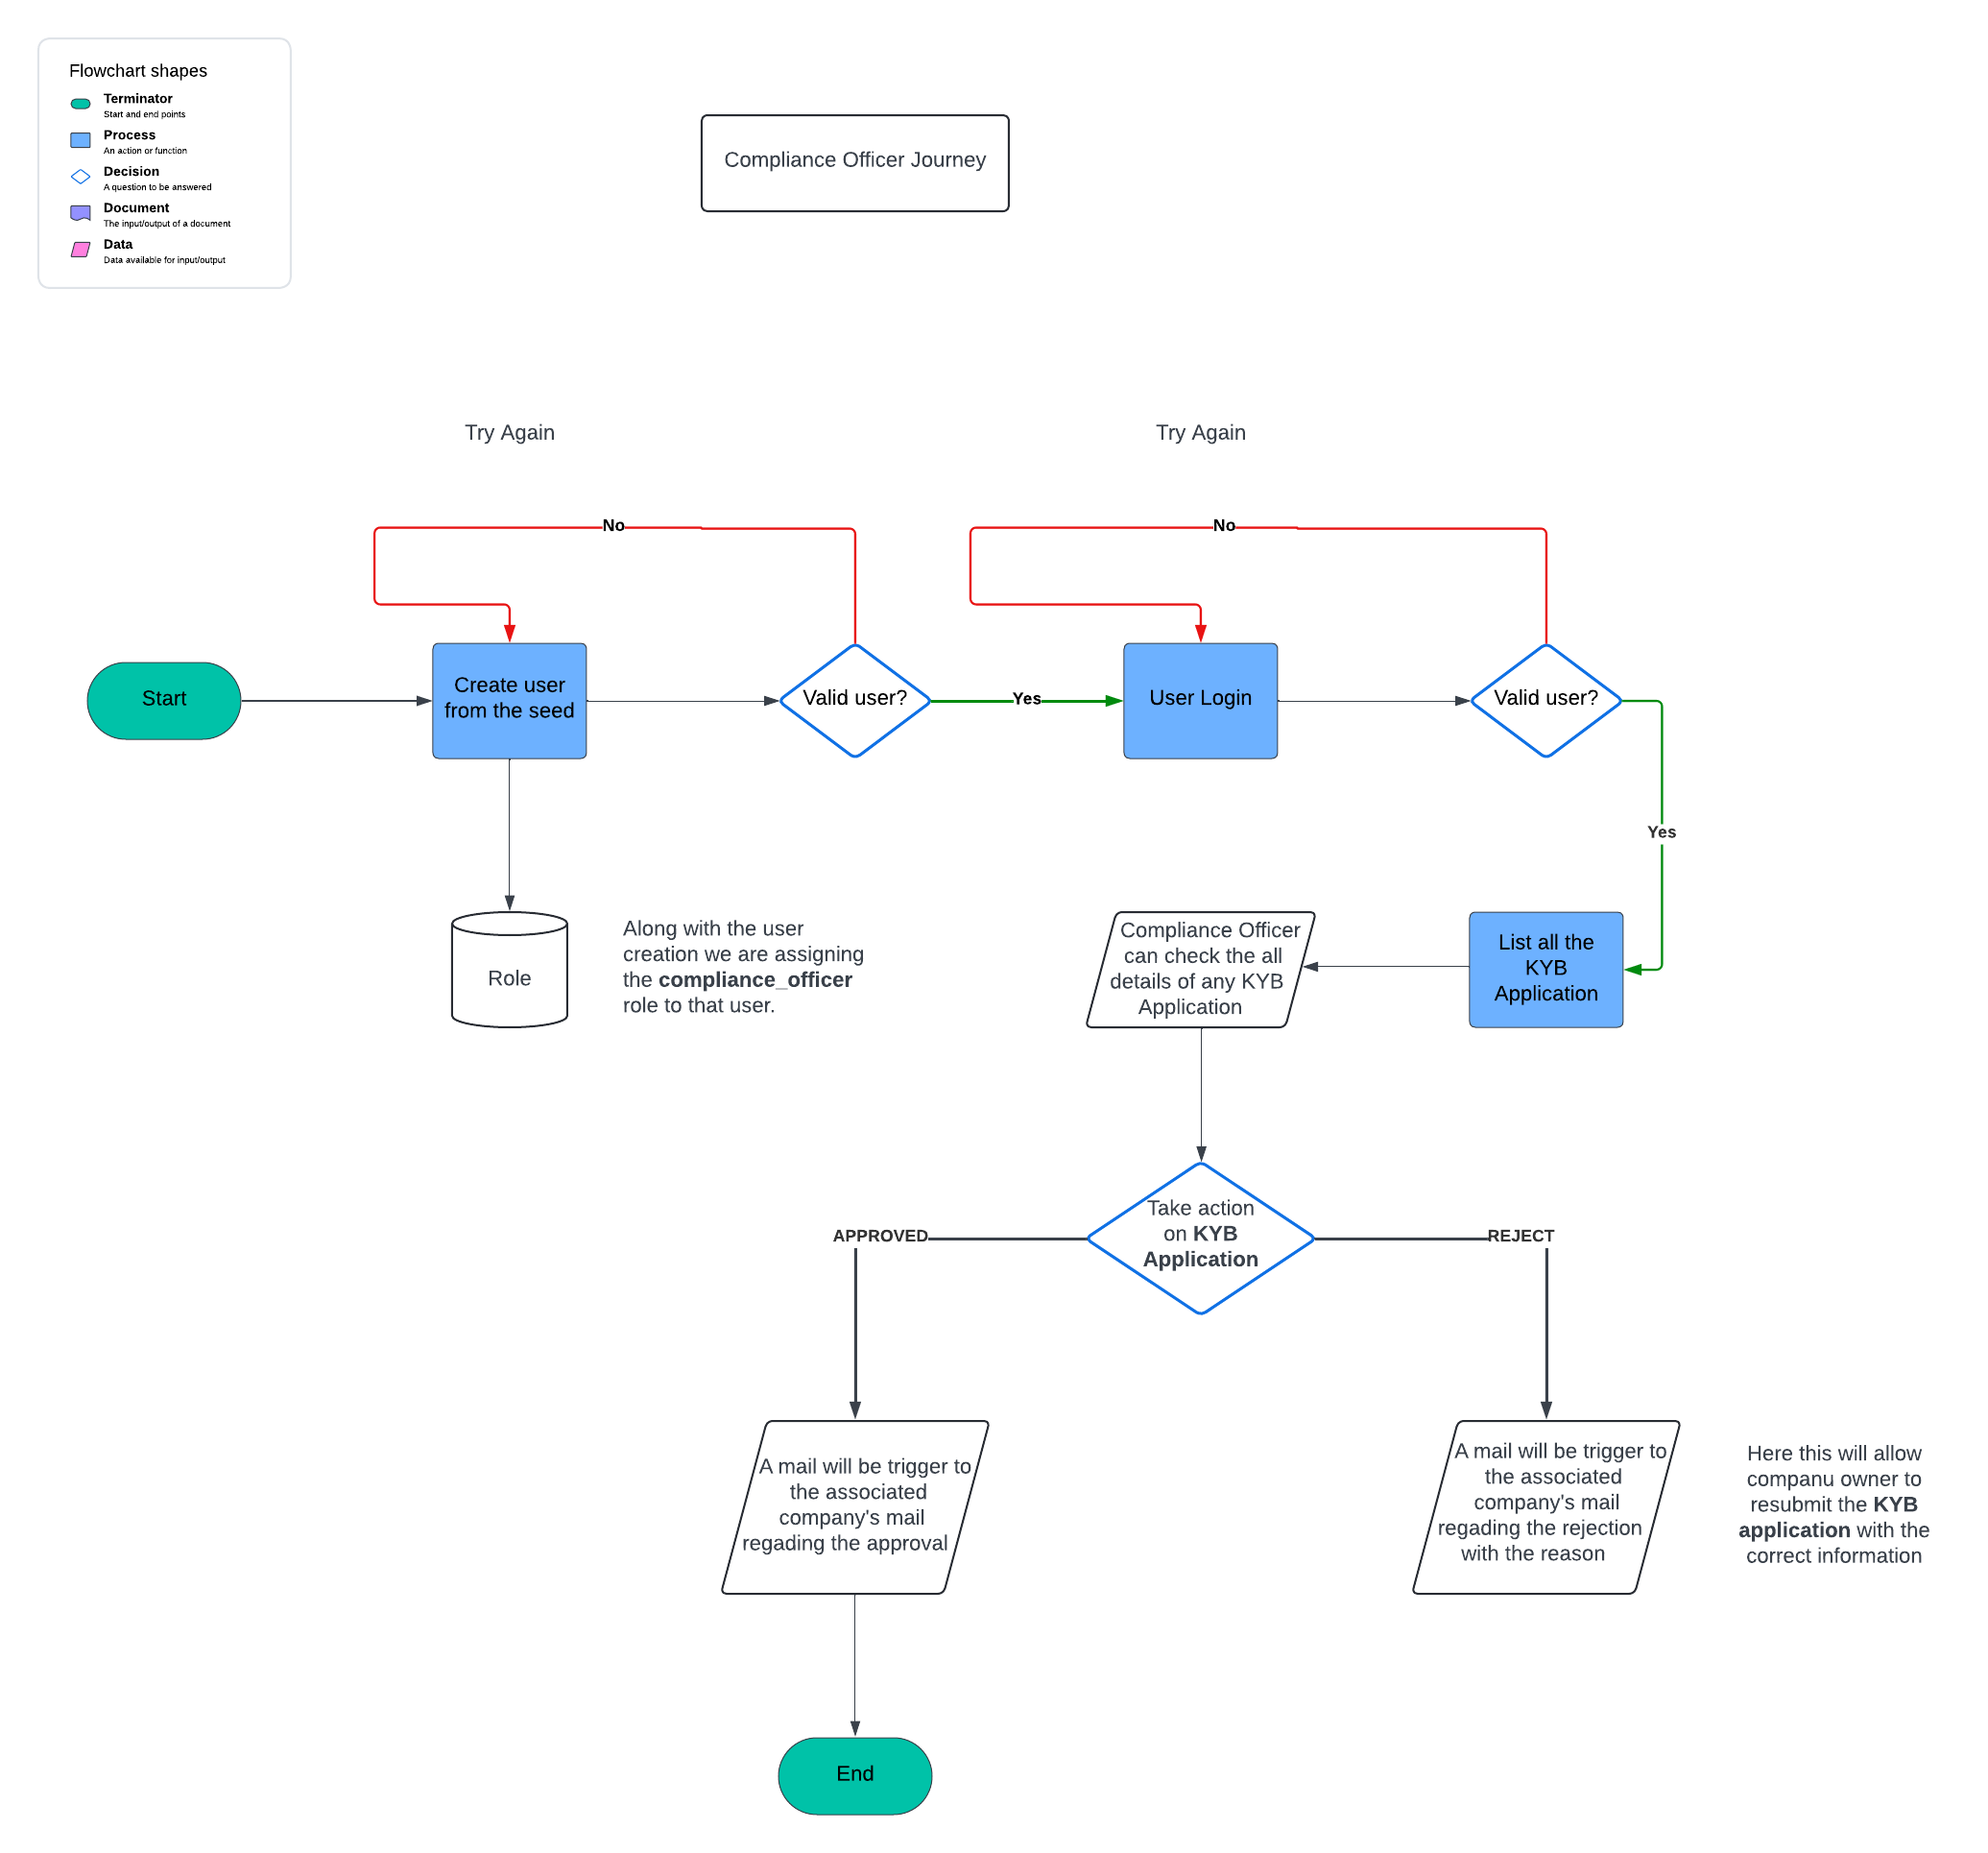 Flowchart shapes
Terminator
Start and end points
Process
An action or function
Decision
A question to be answered
Document
The input/output of a document
Data
Data available for input/output
Compliance Officer Journey
Try Again
Try Again
No
No
Start
Create user
from the seed
Valid user?
Yes
User Login
Valid user?
Yes
Role
Along with the user
creation we are assigning
the compliance_officer
role to that user.
Compliance Officer
can check the all
details of any KYB
Application
List all the
KYB
Application
Take action
on KYB
Application
APPROVED
REJECT
A mail will be trigger to
the associated
company's mail
regading the approval
A mail will be trigger to
the associated
company's mail
regading the rejection
with the reason
Here this will allow
companu owner to
resubmit the KYB
application with the
correct information
End